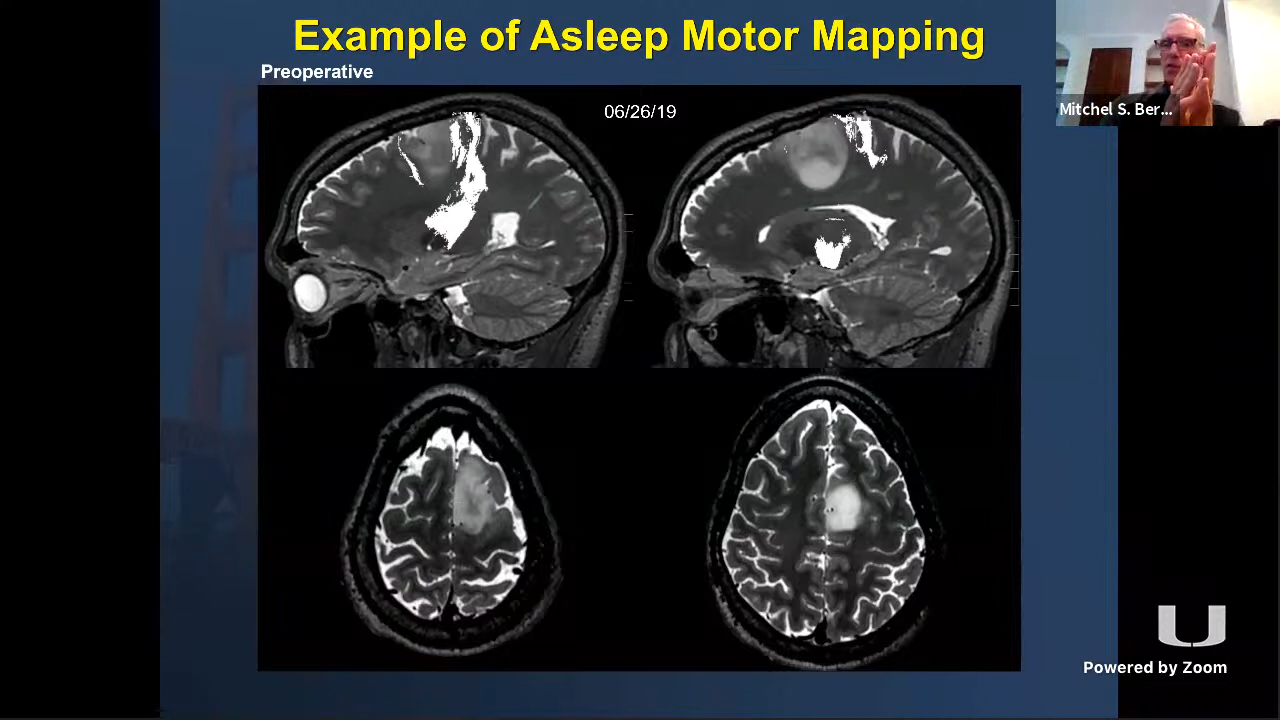 Example of Asleep Motor Mapping
Preoperative
06/26/19
Mitchel S. Ber...
U
Powered by Zoom